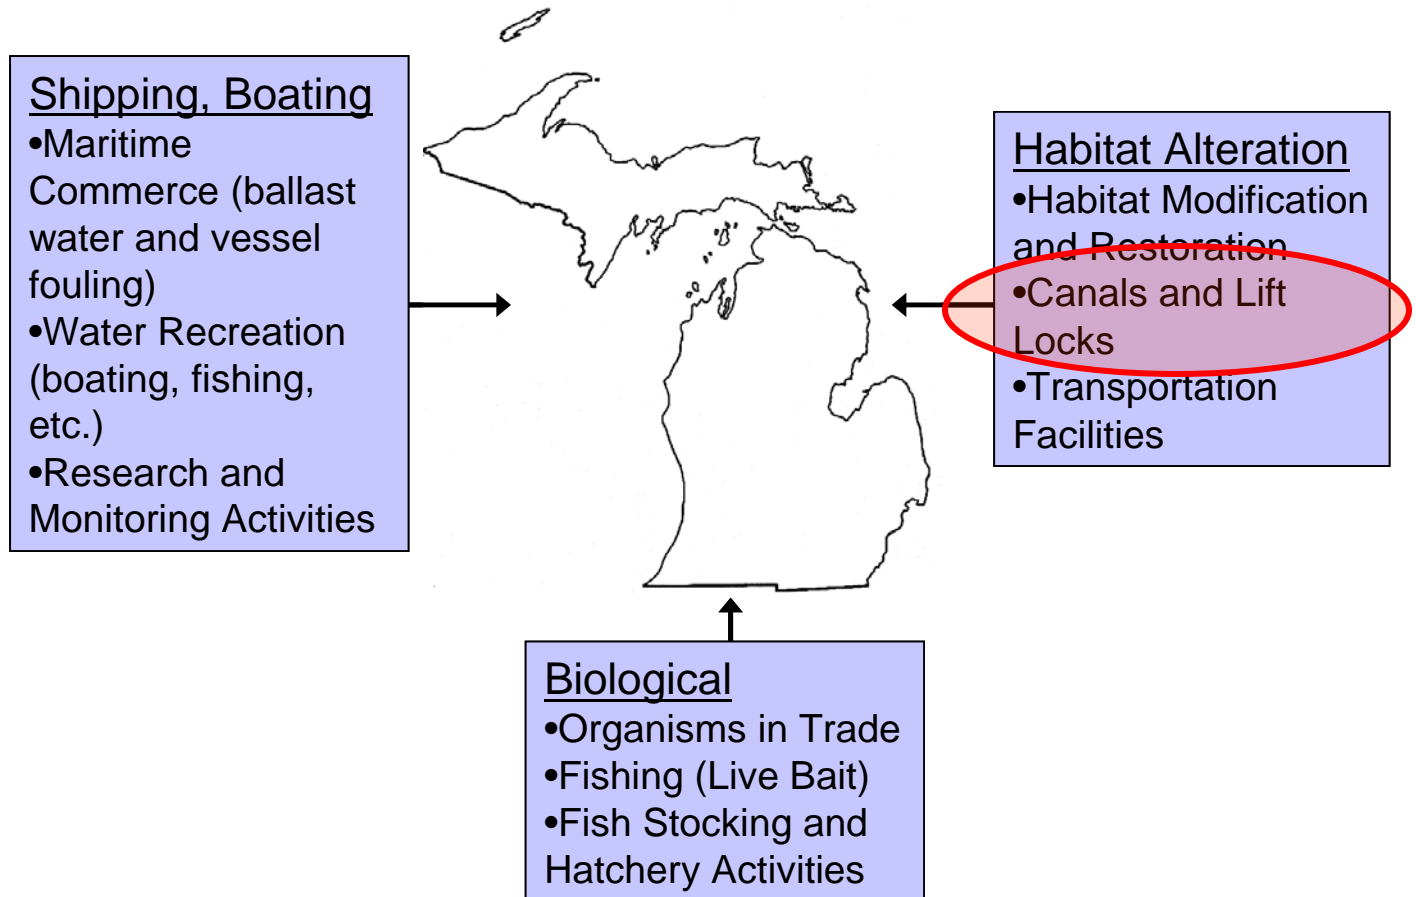 Shipping, Boating
•Maritime
Commerce (ballast
water and vessel
fouling)
•Water Recreation
(boating, fishing,
etc.)
•Research and
Monitoring Activities
Habitat Alteration
•Habitat Modification
and Restoration
•Canals and Lift
Locks
•Transportation
Facilities
Biological
•Organisms in Trade
•Fishing (Live Bait)
•Fish Stocking and
Hatchery Activities